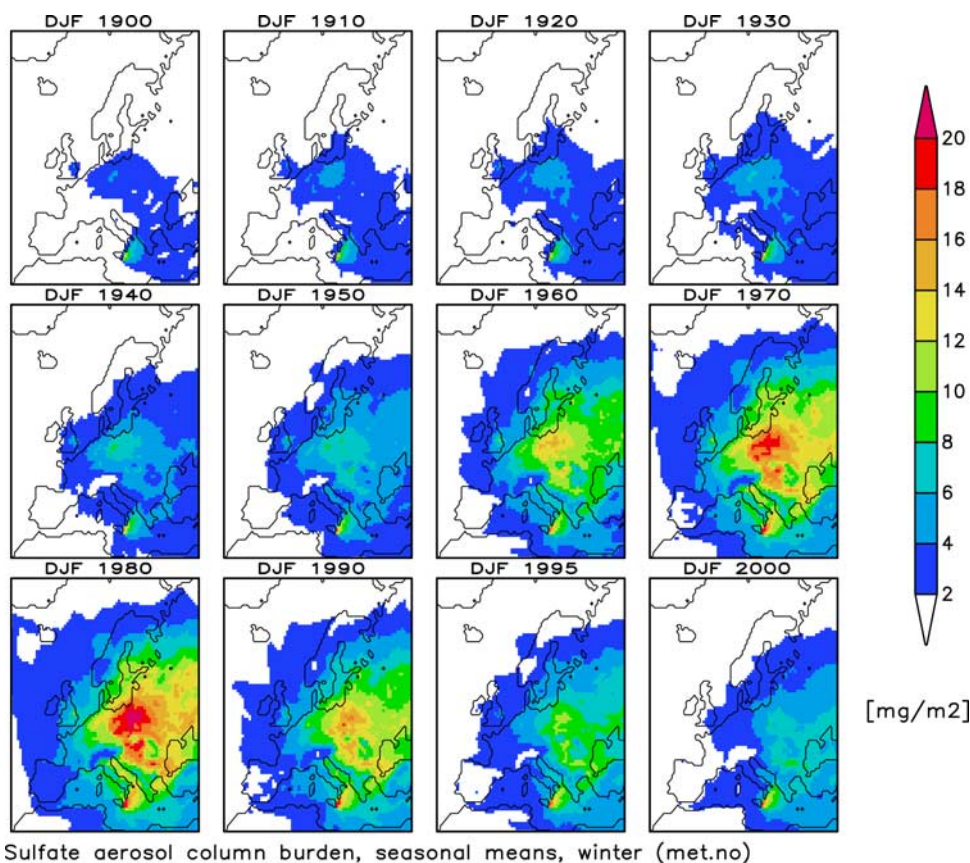 DJF 1900 DJF 1910 DJF 1920 DJF 1930
DJF 1940 DJF 1950 DJF 1960 DJF 1970
DJF 1980 DJF 1990 DJF 1995 DJF 2000
20
18
16
14
12
10
8
6
4
2
[mg/m2]
Sulfate aerosol column burden, seasonal means, winter (met.no)